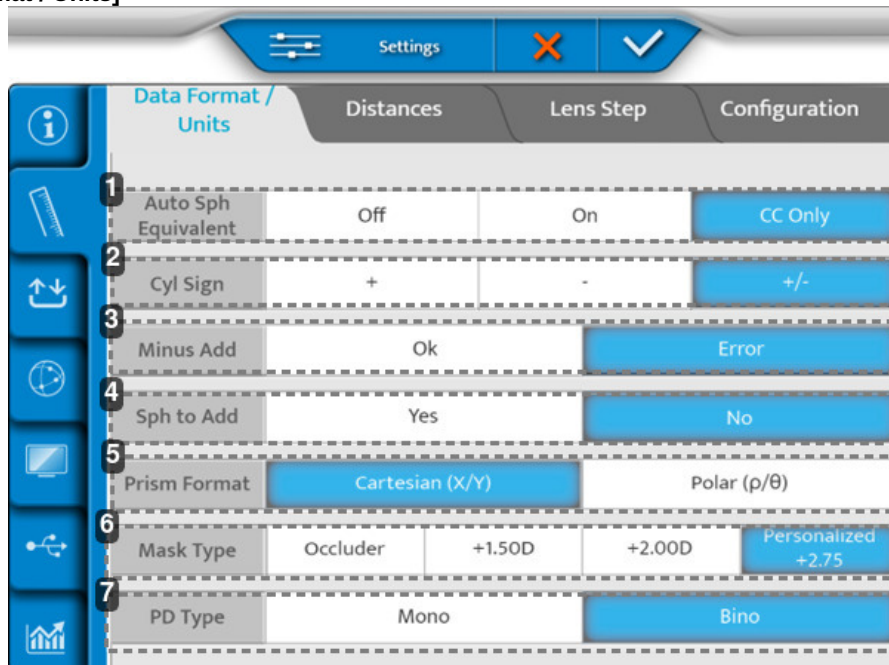 Settings
Data Format / Units
Distances
Lens Step
Configuration
1
Auto Sph Equivalent
Off
On
CC Only
2
Cyl Sign
+
-
+/-
3
Minus Add
Ok
Error
4
Sph to Add
Yes
No
5
Prism Format
Cartesian (X/Y)
Polar (ρ/θ)
6
Mask Type
Occluder
+1.50D
+2.00D
Personalized +2.75
7
PD Type
Mono
Bino